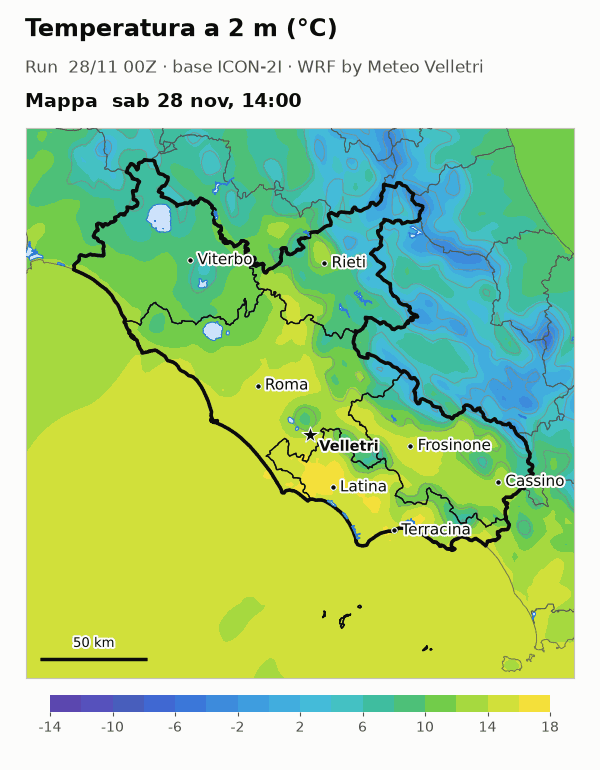 Temperatura a 2 m (°C)
Run  28/11 00Z · base ICON-2I · WRF by Meteo Velletri
Mappa  sab 28 nov, 14:00
Viterbo
Rieti
Roma
Velletri
Frosinone
Latina
Cassino
Terracina
50 km
-14 -10 -6 -2 2 6 10 14 18